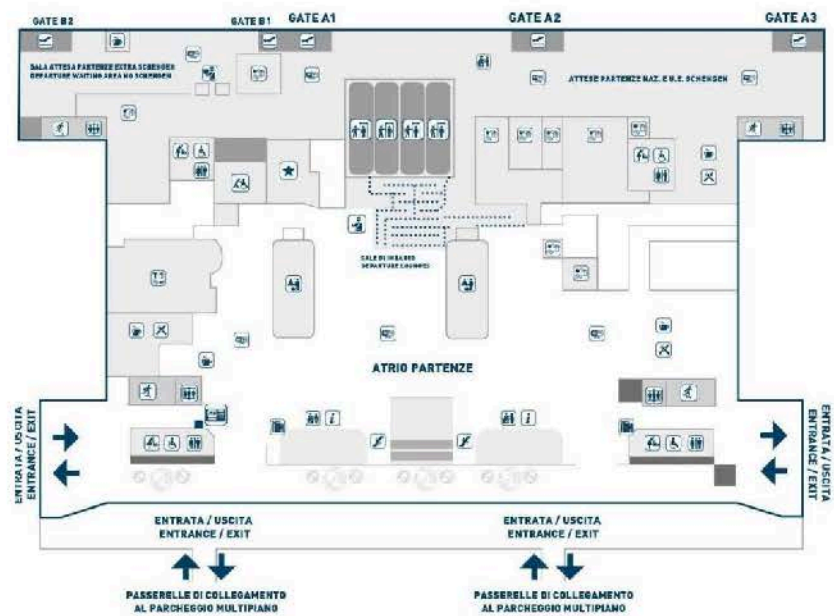 GATE B2
GATE B1
GATE A1
GATE A2
GATE A3
SALA ATTESA PARTENZE EXTRA SCHENGEN
DEPARTURE WAITING AREA NO SCHENGEN
ATTESE PARTENZE NAZ. E U.E. SCHENGEN
SALE DI IMBARCO
DEPARTURE LOUNGES
ATRIO PARTENZE
ENTRATA / USCITA
ENTRANCE / EXIT
ENTRATA / USCITA
ENTRANCE / EXIT
ENTRATA / USCITA
ENTRANCE / EXIT
PASSERELLE DI COLLEGAMENTO
AL PARCHEGGIO MULTIPIANO
ENTRATA / USCITA
ENTRANCE / EXIT
PASSERELLE DI COLLEGAMENTO
AL PARCHEGGIO MULTIPIANO